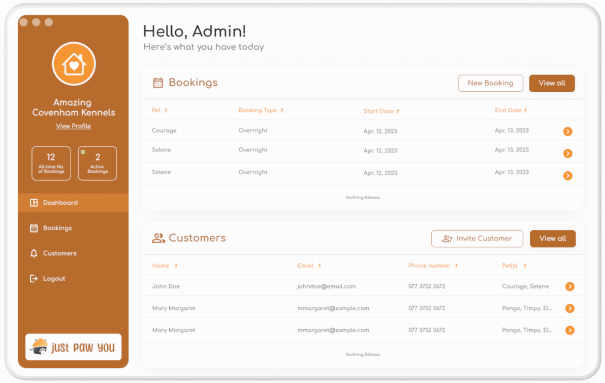 Amazing
Covenham Kennels
View Profile
12
All-time No.
of Bookings
2
Active
Bookings
Dashboard
Bookings
Customers
Logout
just paw you
Hello, Admin!
Here's what you have today
Bookings
New Booking
View all
Pet ↑ Booking Type ↑ Start Date ↑ End Date ↑
Courage Overnight Apr. 12, 2023 Apr. 13, 2023
Selene Overnight Apr. 12, 2023 Apr. 13, 2023
Selene Overnight Apr. 12, 2023 Apr. 13, 2023
Nothing follows
Customers
Invite Customer
View all
Name ↑ Email ↑ Phone number ↑ Pet(s) ↑
John Doe johndoe@email.com 077 3752 3672 Courage, Selene
Mary Margaret mmargaret@sample.com 077 3752 3672 Pongo, Timpy, El...
Mary Margaret mmargaret@sample.com 077 3752 3672 Pongo, Timpy, El...
Nothing follows